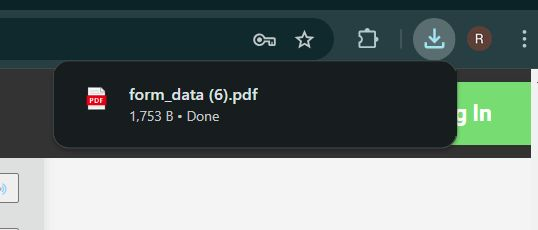 R
form_data (6).pdf
PDF
1,753 B • Done
g In